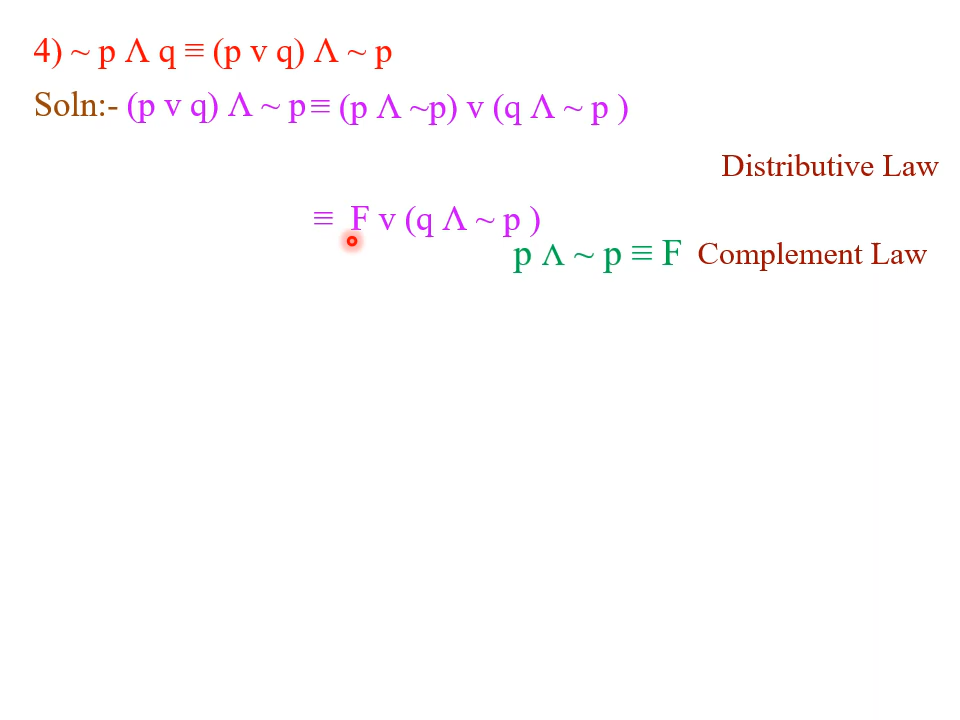 4) ~ p Λ q ≡ (p v q) Λ ~ p
Soln:- (p v q) Λ ~ p ≡ (p Λ ~p) v (q Λ ~ p )
Distributive Law
≡ F v (q Λ ~ p )
p Λ ~ p ≡ F Complement Law